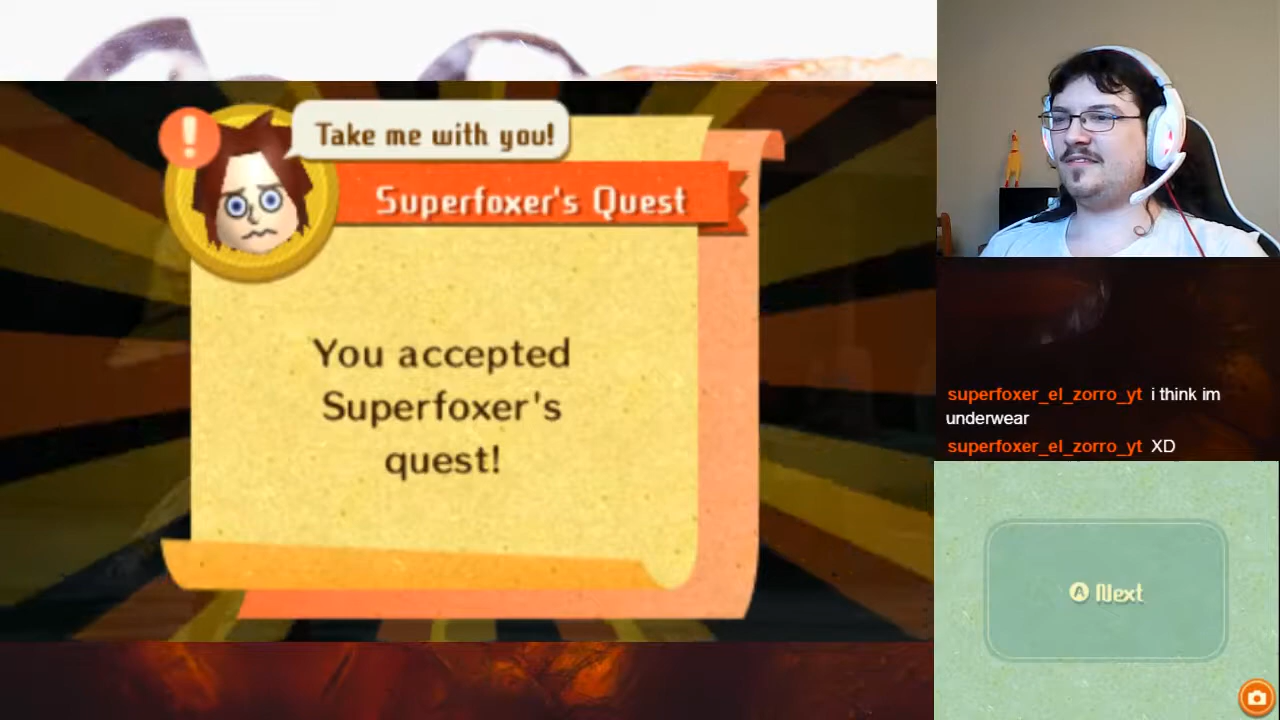 !
Take me with you!
Superfoxer's Quest
You accepted
Superfoxer's
quest!
superfoxer_el_zorro_yt i think im
underwear
superfoxer_el_zorro_yt XD
A Next